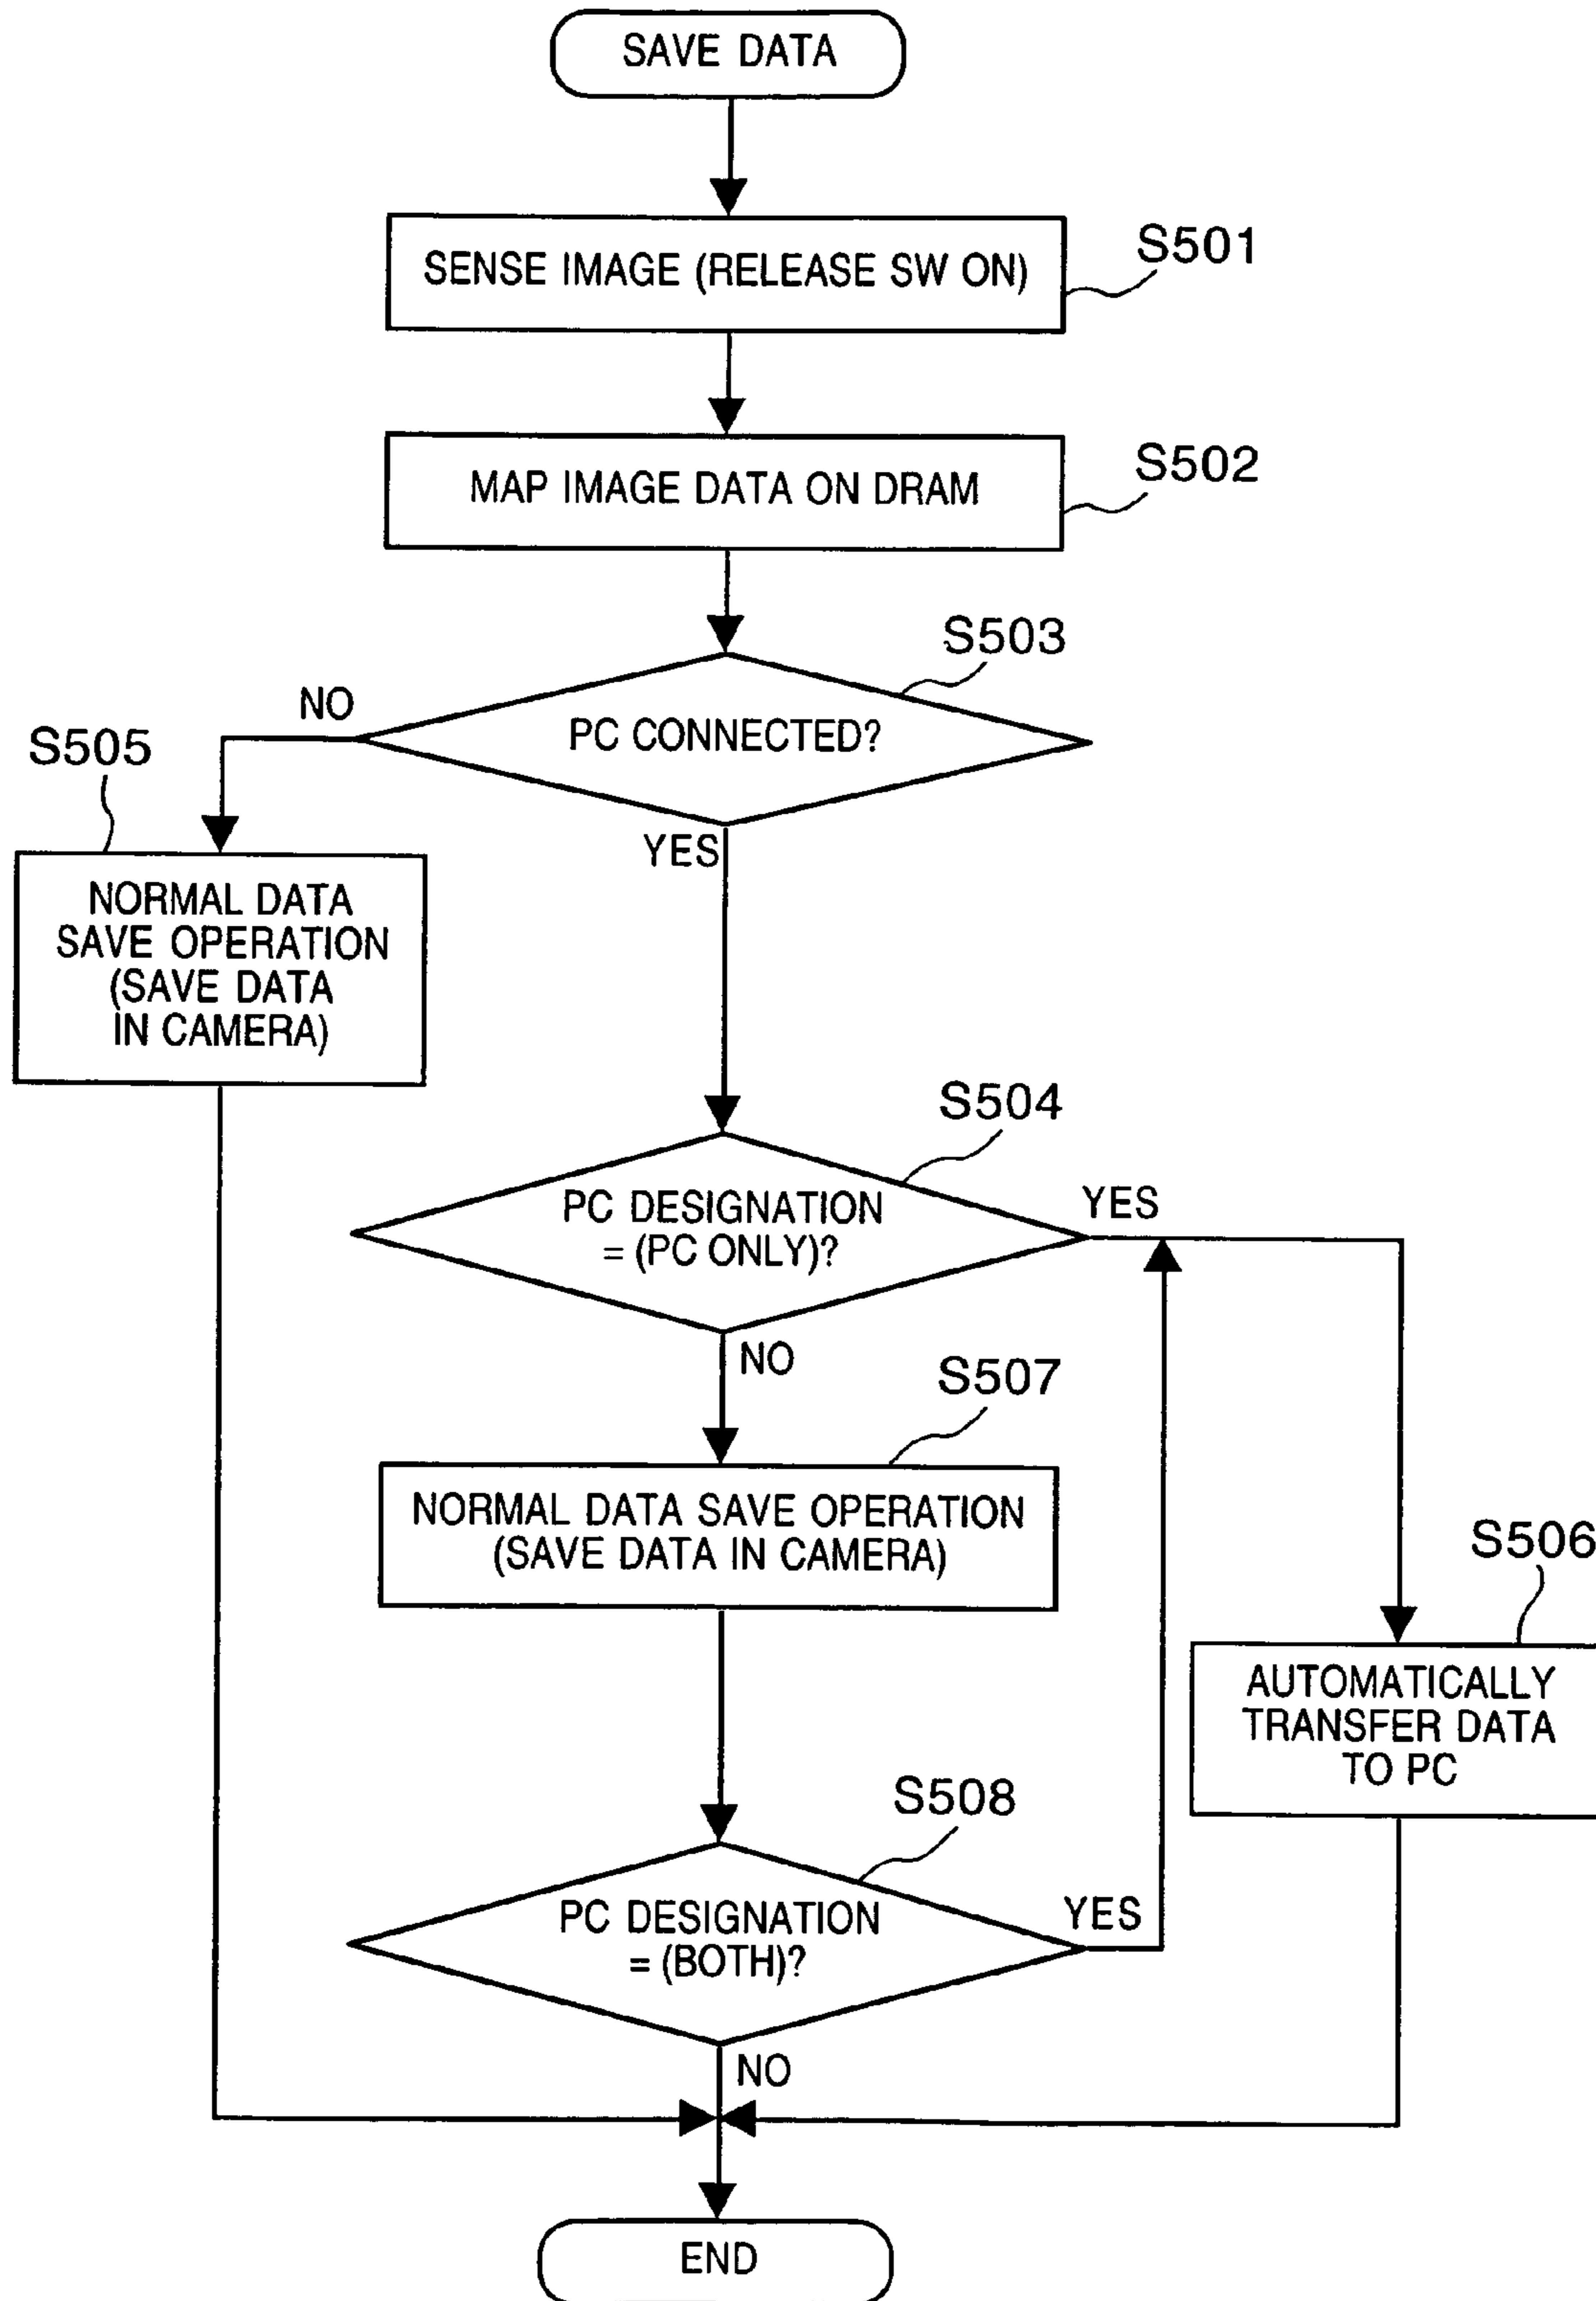 SAVE DATA
SENSE IMAGE (RELEASE SW ON)
S501
MAP IMAGE DATA ON DRAM
S502
S503
PC CONNECTED?
NO
YES
S505
NORMAL DATA
SAVE OPERATION
(SAVE DATA
IN CAMERA)
S504
PC DESIGNATION
= (PC ONLY)?
YES
NO
S507
NORMAL DATA SAVE OPERATION
(SAVE DATA IN CAMERA)
S506
AUTOMATICALLY
TRANSFER DATA
TO PC
S508
PC DESIGNATION
= (BOTH)?
YES
NO
END